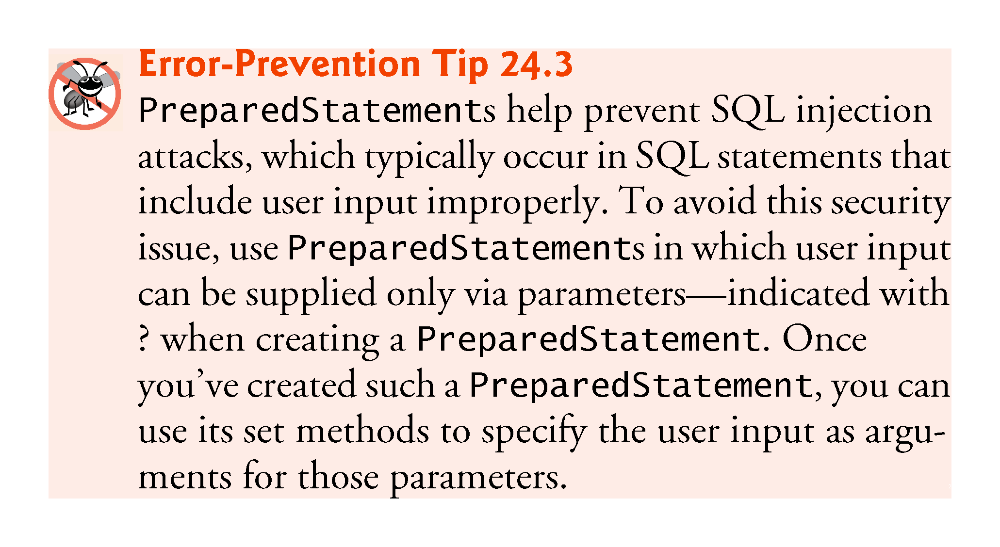 Error-Prevention Tip 24.3
PreparedStatements help prevent SQL injection
attacks, which typically occur in SQL statements that
include user input improperly. To avoid this security
issue, use PreparedStatements in which user input
can be supplied only via parameters—indicated with
? when creating a PreparedStatement. Once
you’ve created such a PreparedStatement, you can
use its set methods to specify the user input as argu-
ments for those parameters.